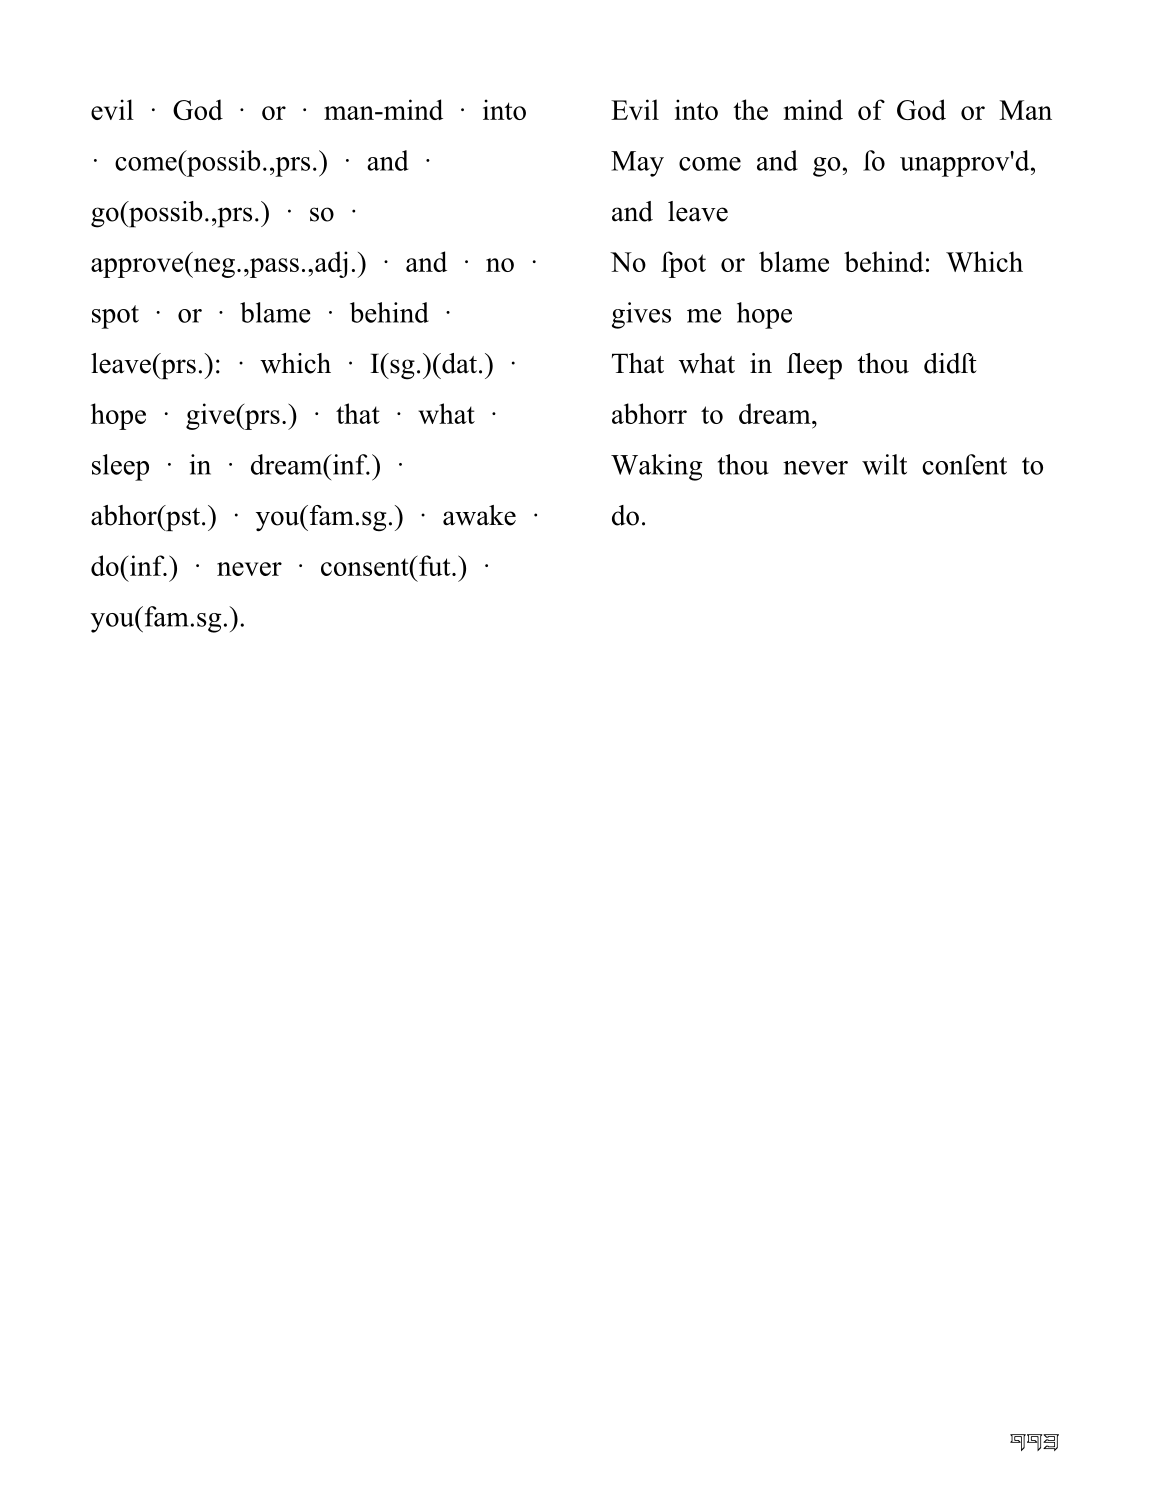 evil · God · or · man-mind · into
· come(possib.,prs.) · and ·
go(possib.,prs.) · so ·
approve(neg.,pass.,adj.) · and · no ·
spot · or · blame · behind ·
leave(prs.): · which · I(sg.)(dat.) ·
hope · give(prs.) · that · what ·
sleep · in · dream(inf.) ·
abhor(pst.) · you(fam.sg.) · awake ·
do(inf.) · never · consent(fut.) ·
you(fam.sg.).
Evil into the mind of God or Man
May come and go, ſo unapprov'd,
and leave
No ſpot or blame behind: Which
gives me hope
That what in ſleep thou didſt
abhorr to dream,
Waking thou never wilt conſent to
do.